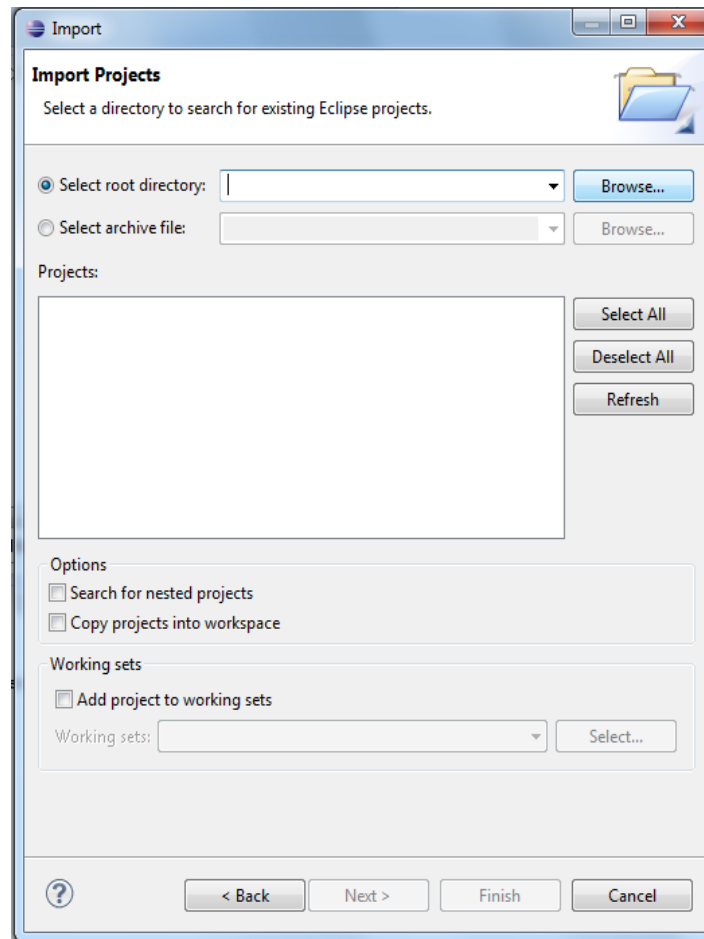 Import
Import Projects
Select a directory to search for existing Eclipse projects.
Select root directory: Browse...
Select archive file: Browse...
Projects:
Select All
Deselect All
Refresh
Options
Search for nested projects
Copy projects into workspace
Working sets
Add project to working sets
Working sets: Select...
? < Back Next > Finish Cancel